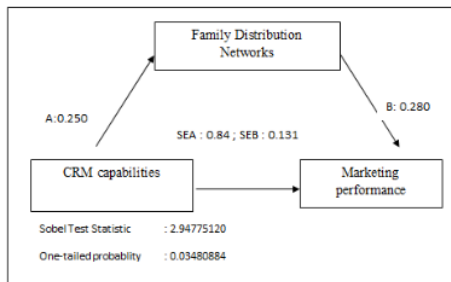 Family Distribution
Networks
A:0.250
B: 0.280
SEA : 0.84 ; SEB : 0.131
CRM capabilities
Marketing
performance
Sobel Test Statistic : 2.94775120
One-tailed probablity : 0.03480884